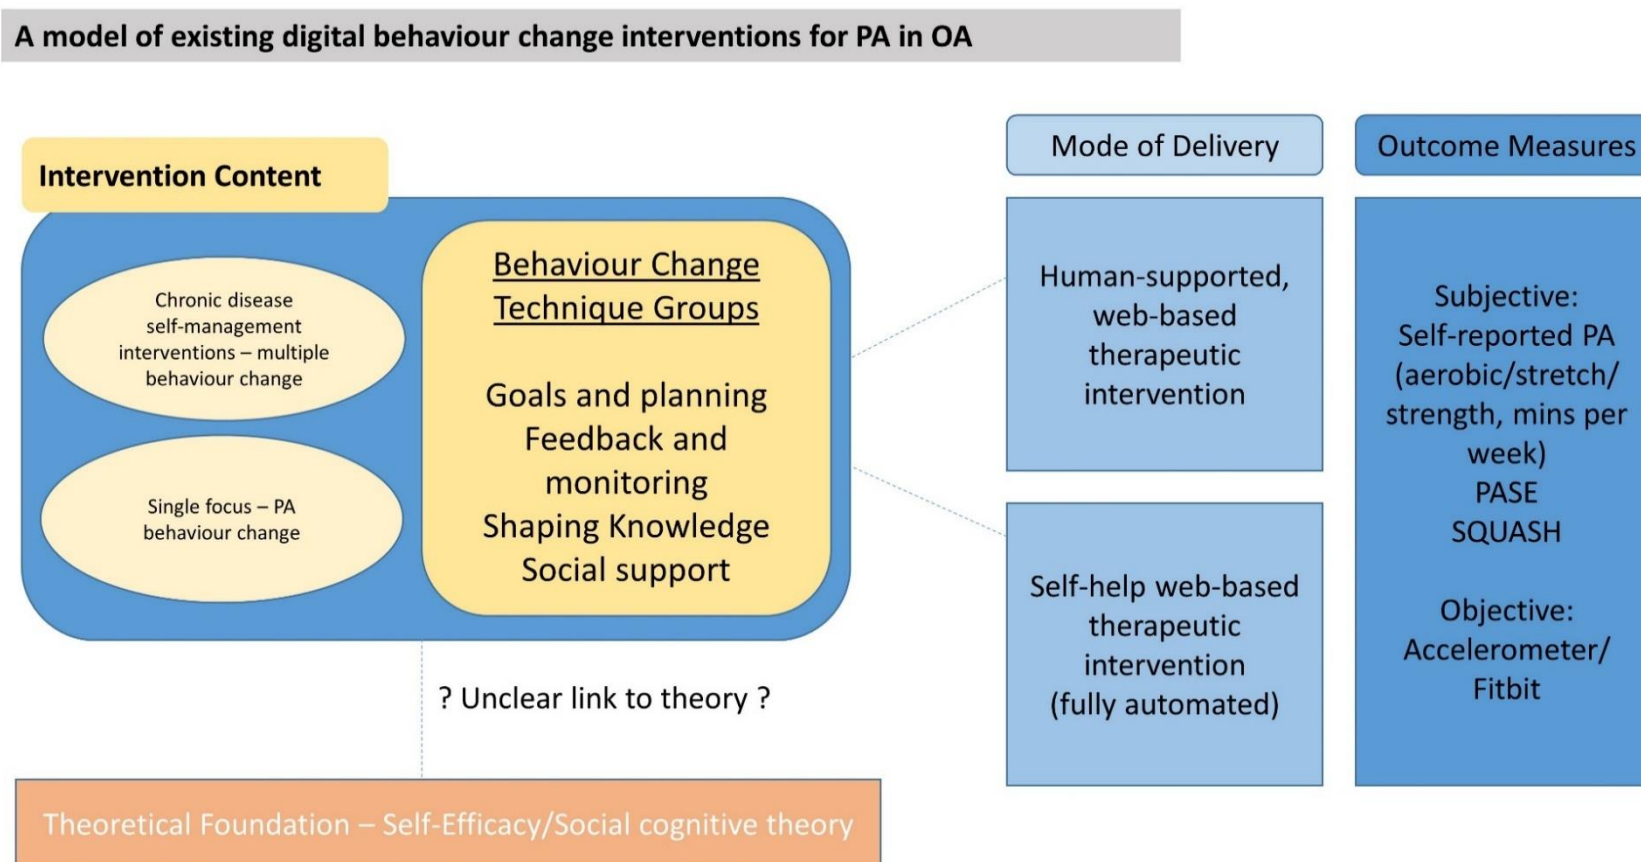 A model of existing digital behaviour change interventions for PA in OA
Intervention Content
Chronic disease
self-management
interventions – multiple
behaviour change
Single focus – PA
behaviour change
Behaviour Change
Technique Groups
Goals and planning
Feedback and
monitoring
Shaping Knowledge
Social support
? Unclear link to theory ?
Theoretical Foundation – Self-Efficacy/Social cognitive theory
Mode of Delivery
Human-supported,
web-based
therapeutic
intervention
Self-help web-based
therapeutic
intervention
(fully automated)
Outcome Measures
Subjective:
Self-reported PA
(aerobic/stretch/
strength, mins per
week)
PASE
SQUASH
Objective:
Accelerometer/
Fitbit